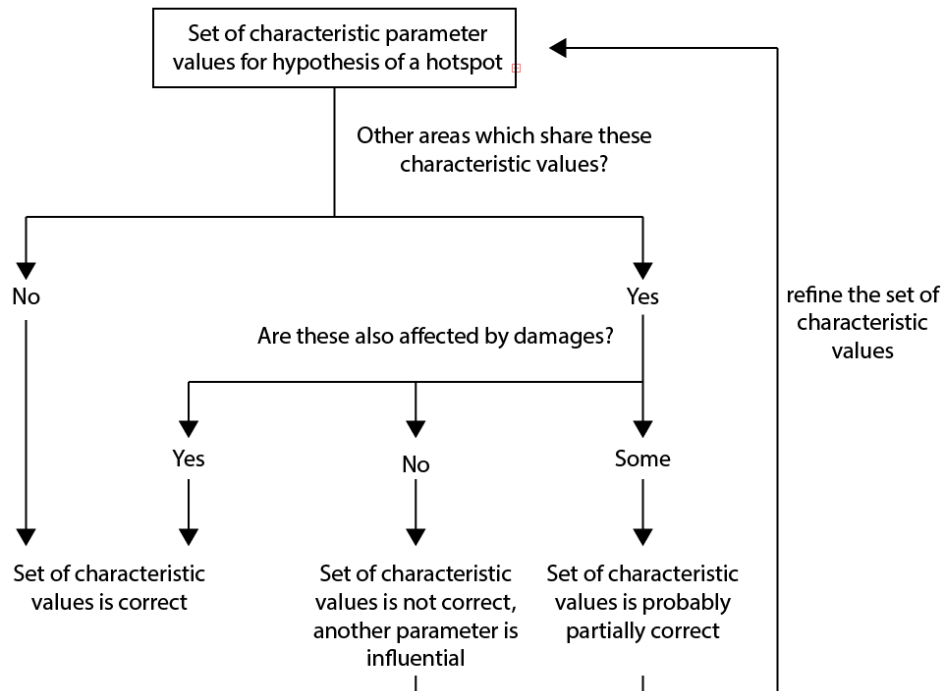 Set of characteristic parameter
values for hypothesis of a hotspot
Other areas which share these
characteristic values?
No
Yes
refine the set of
characteristic
values
Are these also affected by damages?
Yes
No
Some
Set of characteristic
values is correct
Set of characteristic
values is not correct,
another parameter is
influential
Set of characteristic
values is probably
partially correct